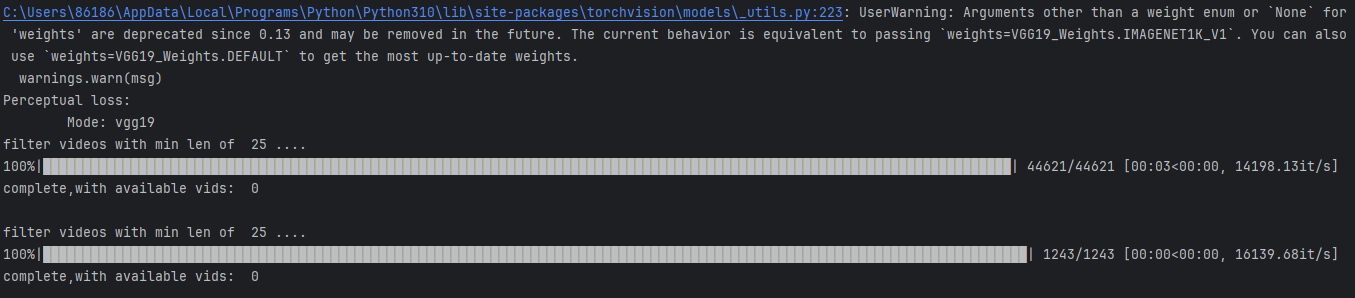 C:\Users\86186\AppData\Local\Programs\Python\Python310\lib\site-packages\torchvision\models\_utils.py:223: UserWarning: Arguments other than a weight enum or `None` for
'weights' are deprecated since 0.13 and may be removed in the future. The current behavior is equivalent to passing `weights=VGG19_Weights.IMAGENET1K_V1`. You can also
use `weights=VGG19_Weights.DEFAULT` to get the most up-to-date weights.
warnings.warn(msg)
Perceptual loss:
Mode: vgg19
filter videos with min len of  25 ....
100%| | 44621/44621 [00:03<00:00, 14198.13it/s]
complete,with available vids:  0
filter videos with min len of  25 ....
100%| | 1243/1243 [00:00<00:00, 16139.68it/s]
complete,with available vids:  0